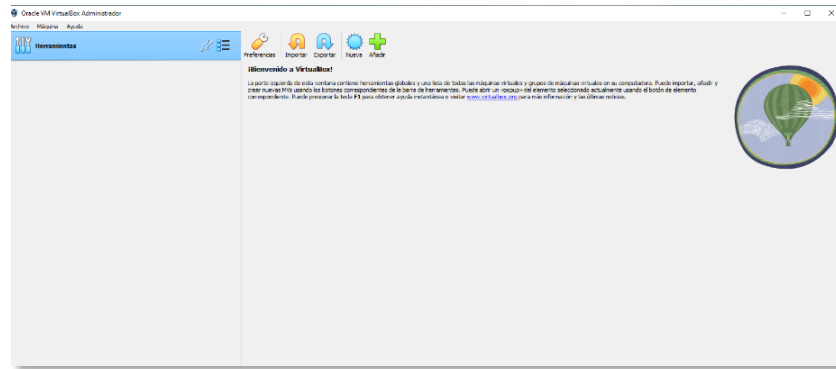 Oracle VM VirtualBox Administrador
Archivo Máquina Ayuda
Herramientas
Preferencias Importar Exportar Nueva Añadir
¡Bienvenido a VirtualBox!
La parte izquierda de esta ventana contiene herramientas globales y una lista de todas las máquinas virtuales y grupos de máquinas virtuales en su computadora. Puede importar, añadir y
crear nuevas MVs usando los botones correspondientes de la barra de herramientas. Puede abrir un «popup» del elemento seleccionado actualmente usando el botón de elemento
correspondiente. Puede presionar la tecla F1 para obtener ayuda instantánea o visitar www.virtualbox.org para más información y las últimas noticias.